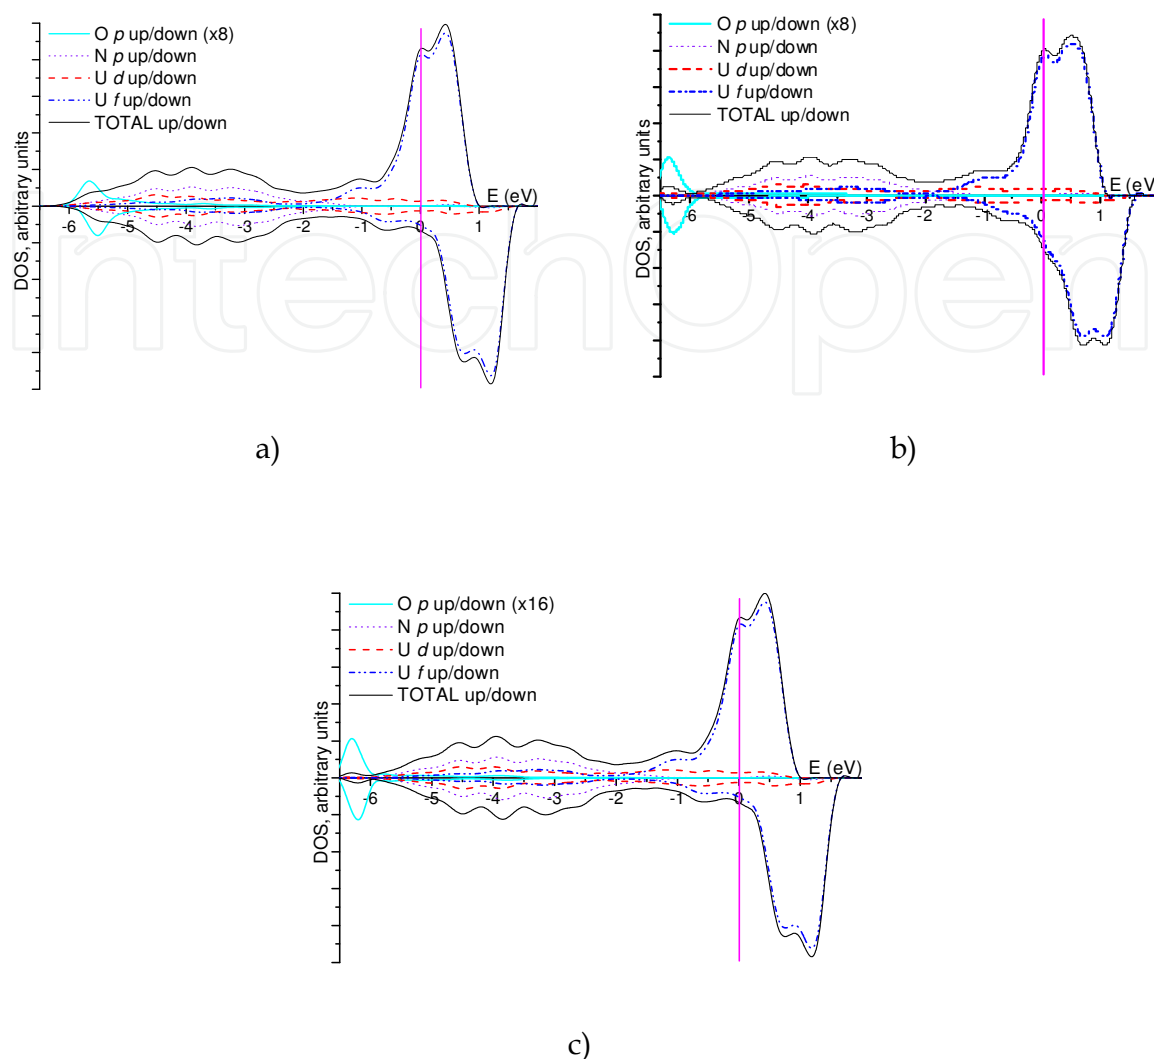 O p up/down (x8)
N p up/down
U d up/down
U f up/down
TOTAL up/down
DOS, arbitrary units
E (eV)
-6 -5 -4 -3 -2 -1 0 1
a)
O p up/down (x8)
N p up/down
U d up/down
U f up/down
TOTAL up/down
DOS, arbitrary units
E (eV)
-6 -5 -4 -3 -2 -1 0 1
b)
IntechOpen
O p up/down (x16)
N p up/down
U d up/down
U f up/down
TOTAL up/down
DOS, arbitrary units
E (eV)
-6 -5 -4 -3 -2 -1 0 1
c)